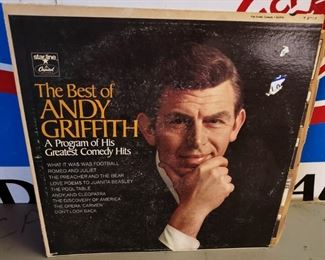 star line
Capitol
The Best of
ANDY
GRIFFITH
A Program of His
Greatest Comedy Hits
WHAT IT WAS WAS FOOTBALL
ROMEO AND JULIET
THE PREACHER AND THE BEAR
LOVE POEMS TO JUANITA BEASLEY
THE POOL TABLE
ANDY AND CLEOPATRA
THE DISCOVERY OF AMERICA
THE OPERA 'CARMEN'
DON'T LOOK BACK